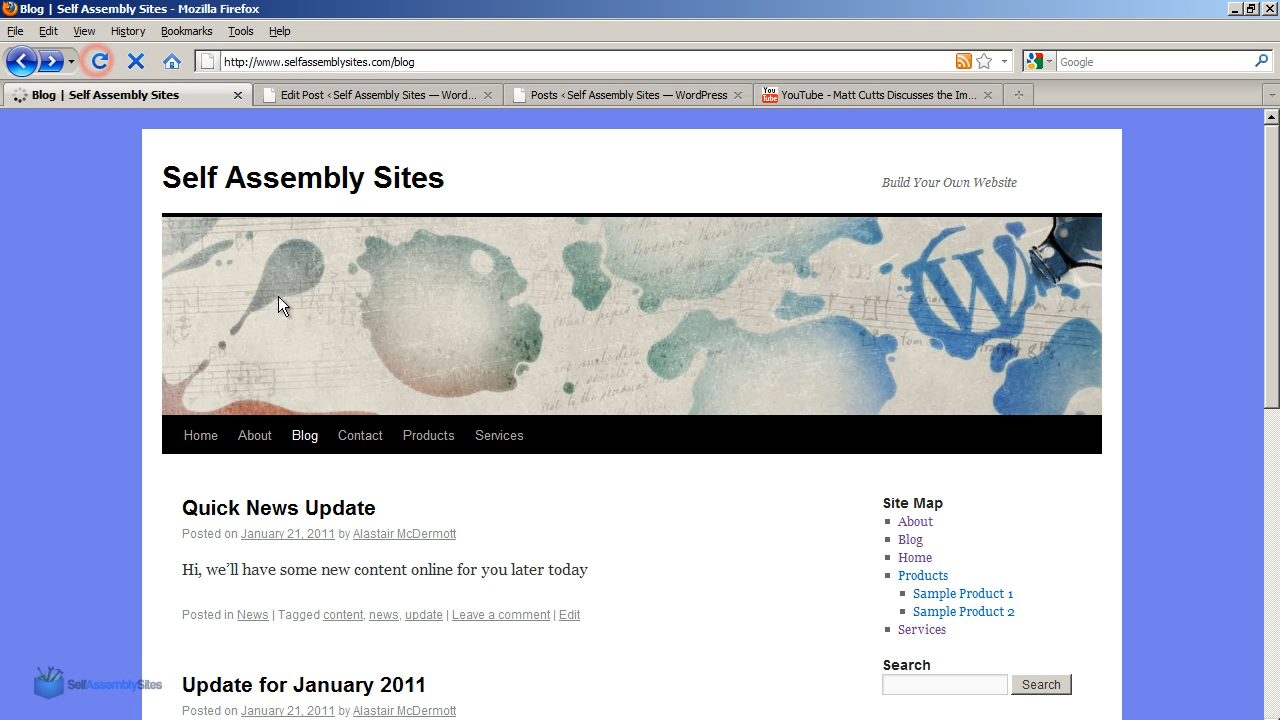 Blog | Self Assembly Sites - Mozilla Firefox
File Edit View History Bookmarks Tools Help
http://www.selfassemblysites.com/blog
Google
Blog | Self Assembly Sites
Edit Post ‹ Self Assembly Sites — Word...
Posts ‹ Self Assembly Sites — WordPress
You Tube
YouTube - Matt Cutts Discusses the Im...
Self Assembly Sites
Build Your Own Website
W
Home About Blog Contact Products Services
Quick News Update
Posted on January 21, 2011 by Alastair McDermott
Hi, we’ll have some new content online for you later today
Posted in News | Tagged content, news, update | Leave a comment | Edit
Update for January 2011
Posted on January 21, 2011 by Alastair McDermott
Site Map
About
Blog
Home
Products
Sample Product 1
Sample Product 2
Services
Search
Search
SelfAssemblySites